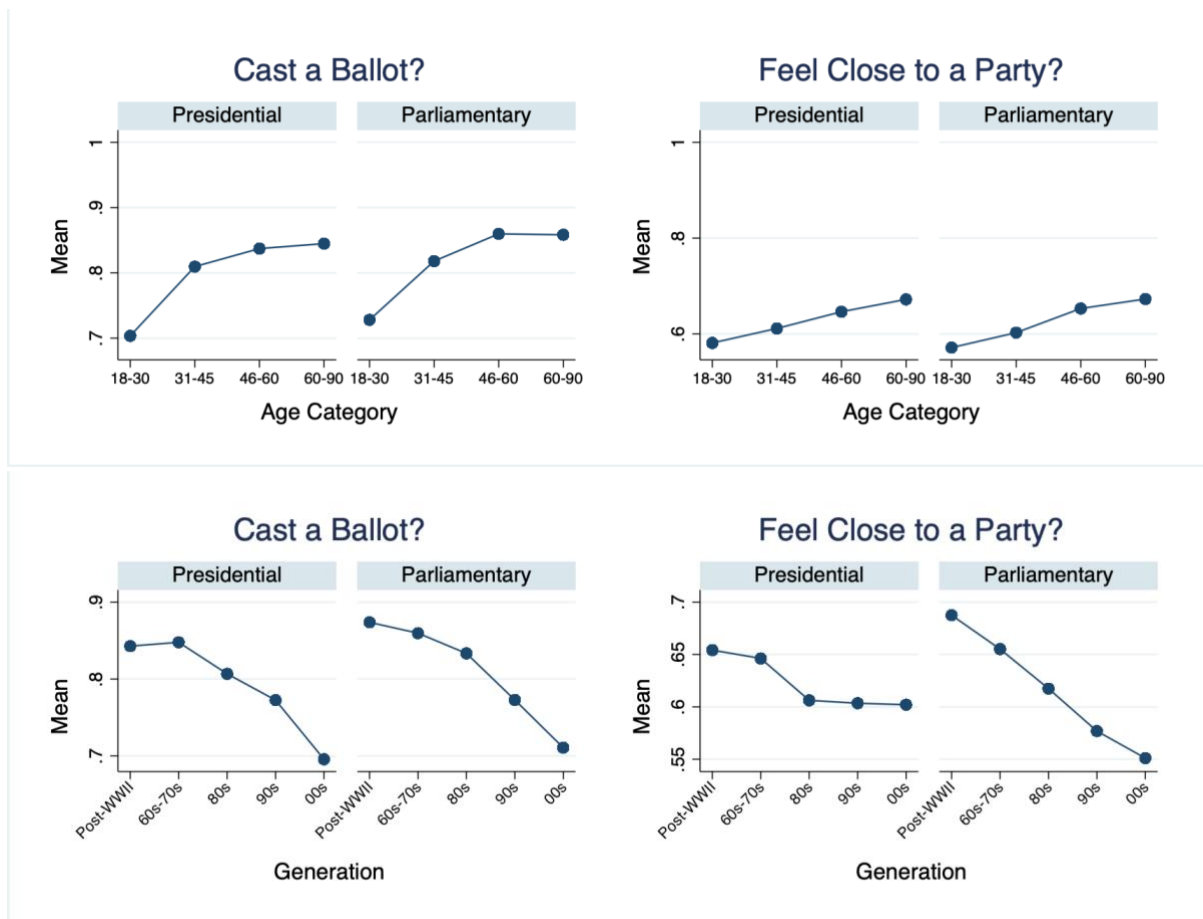 Cast a Ballot?
Presidential
Parliamentary
Mean
1
.9
.8
.7
18-30 31-45 46-60 60-90 18-30 31-45 46-60 60-90
Age Category
Feel Close to a Party?
Presidential
Parliamentary
Mean
1
.8
.6
18-30 31-45 46-60 60-90 18-30 31-45 46-60 60-90
Age Category
Cast a Ballot?
Presidential
Parliamentary
Mean
.9
.8
.7
Post-WWII 60s-70s 80s 90s 00s Post-WWII 60s-70s 80s 90s 00s
Generation
Feel Close to a Party?
Presidential
Parliamentary
Mean
.7
.65
.6
.55
Post-WWII 60s-70s 80s 90s 00s Post-WWII 60s-70s 80s 90s 00s
Generation